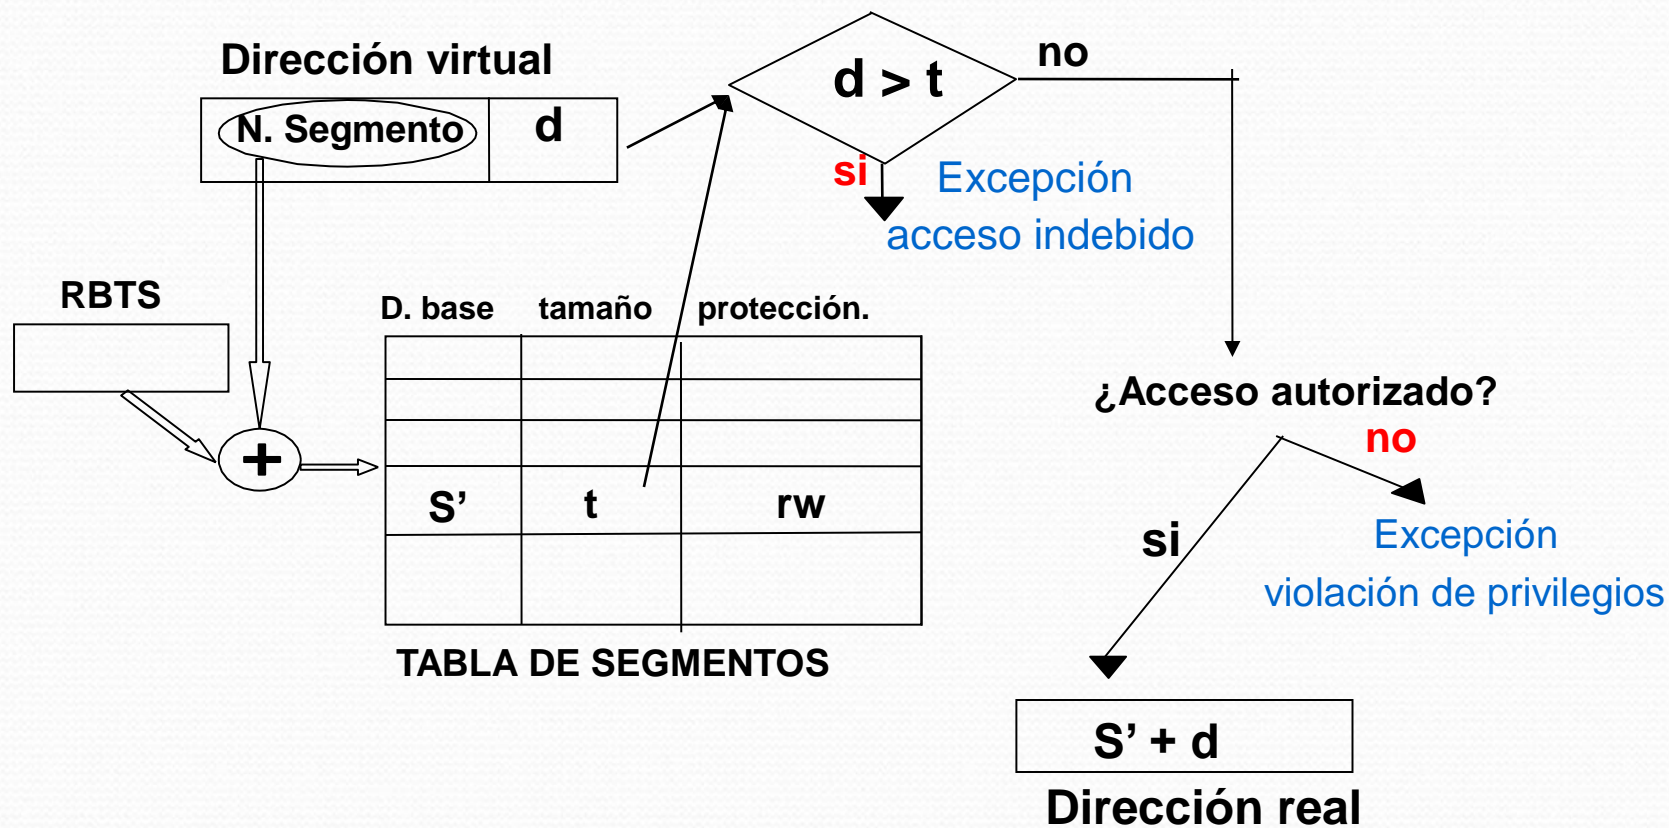 Dirección virtual
N. Segmento d
d > t
no
si
Excepción
acceso indebido
RBTS
D. base tamaño protección.
+
S’ t rw
TABLA DE SEGMENTOS
¿Acceso autorizado?
no
si
Excepción
violación de privilegios
S’ + d
Dirección real